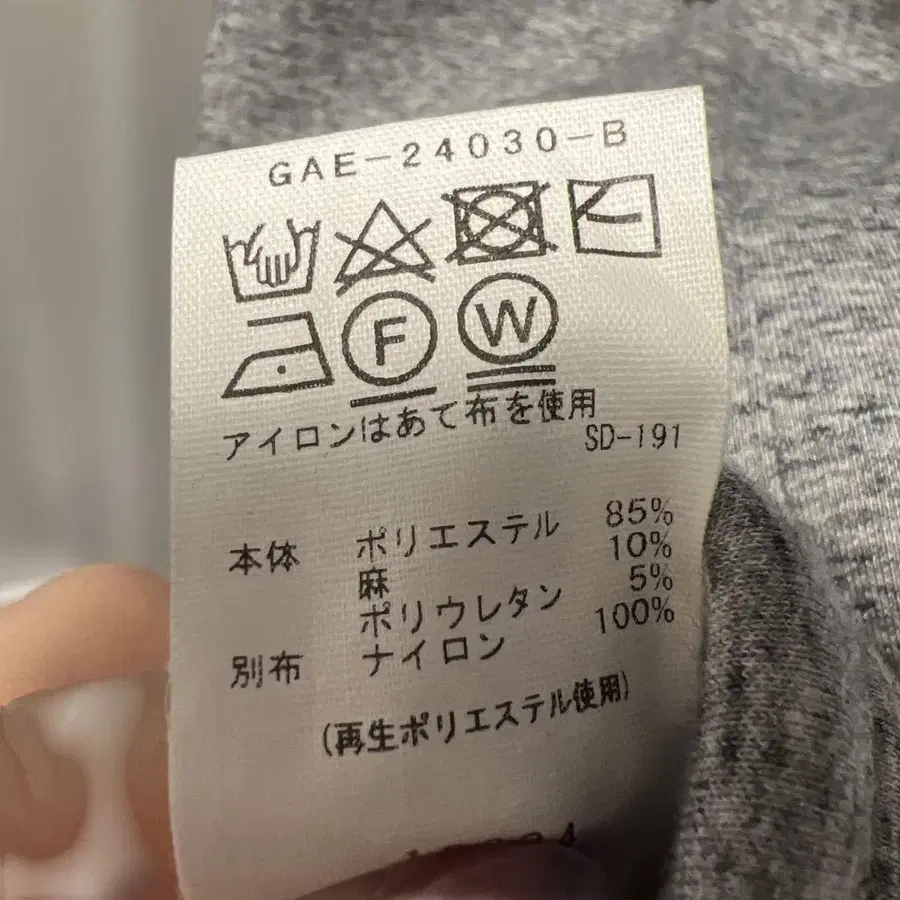 GAE-24030-B
F W
アイロンはあて布を使用
SD-191
本体 ポリエステル 85%
麻 10%
ポリウレタン 5%
別布 ナイロン 100%
(再生ポリエステル使用)